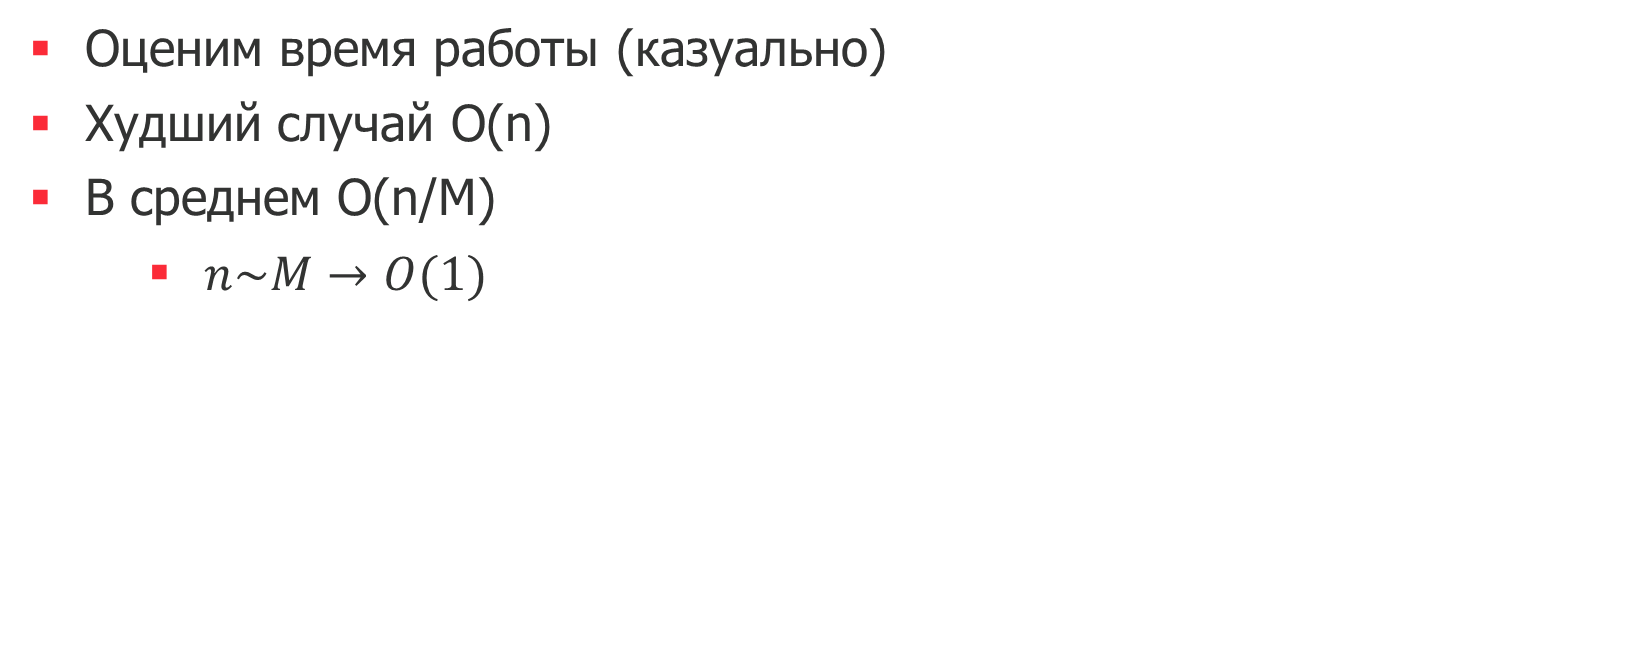 Оценим время работы (казуально)
Худший случай O(n)
В среднем O(n/M)
n~M → O(1)